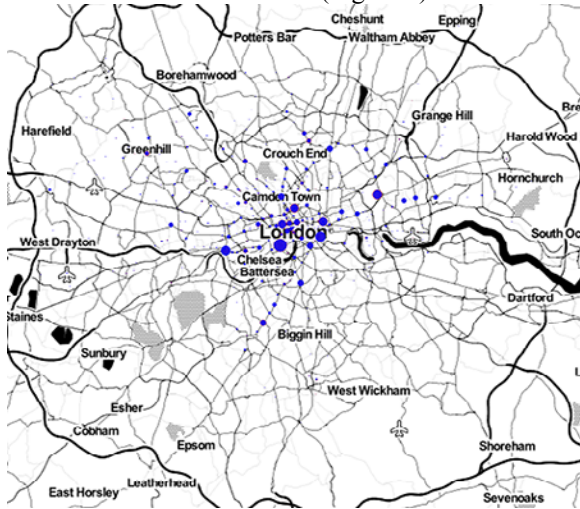 Cheshunt
Epping
Potters Bar
Waltham Abbey
Borehamwood
Grange Hill
Harefield
Harold Wood
Greenhill
Crouch End
Hornchurch
Camden Town
London
South Oc
West Drayton
Chelsea
Battersea
Dartford
Staines
Biggin Hill
Sunbury
West Wickham
Esher
Cobham
Epsom
Shoreham
Leatherhead
East Horsley
Sevenoaks